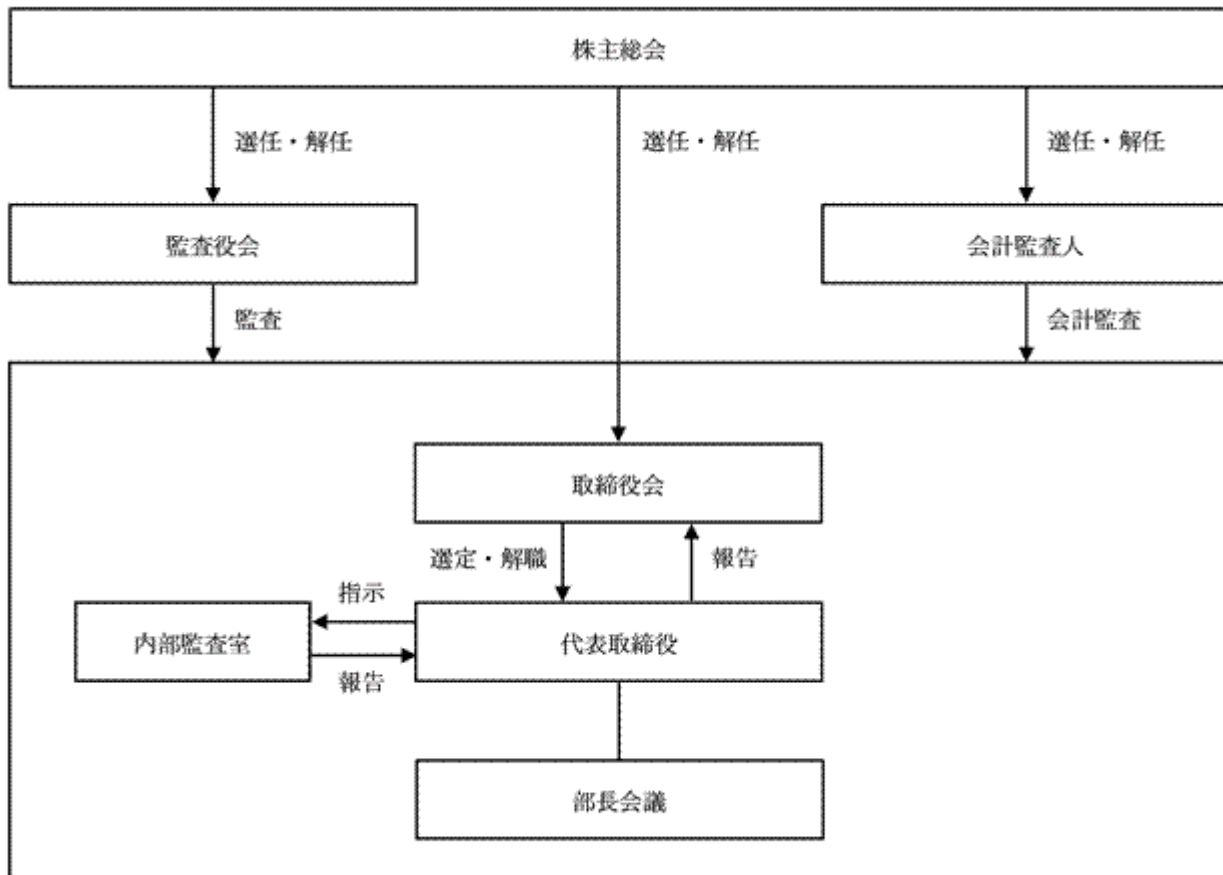 株主総会
選任・解任
選任・解任
選任・解任
監査役会
会計監査人
監査
会計監査
取締役会
選定・解職
報告
指示
内部監査室
代表取締役
報告
部長会議